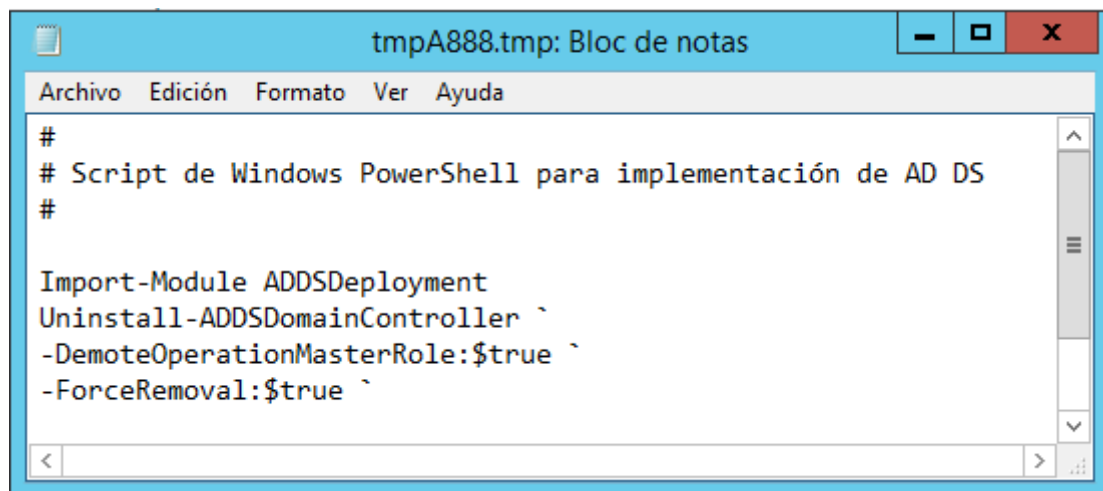 tmpA888.tmp: Bloc de notas
Archivo Edición Formato Ver Ayuda
#
# Script de Windows PowerShell para implementación de AD DS
#
Import-Module ADDSDeployment
Uninstall-ADDSDomainController `
-DemoteOperationMasterRole:$true `
-ForceRemoval:$true `